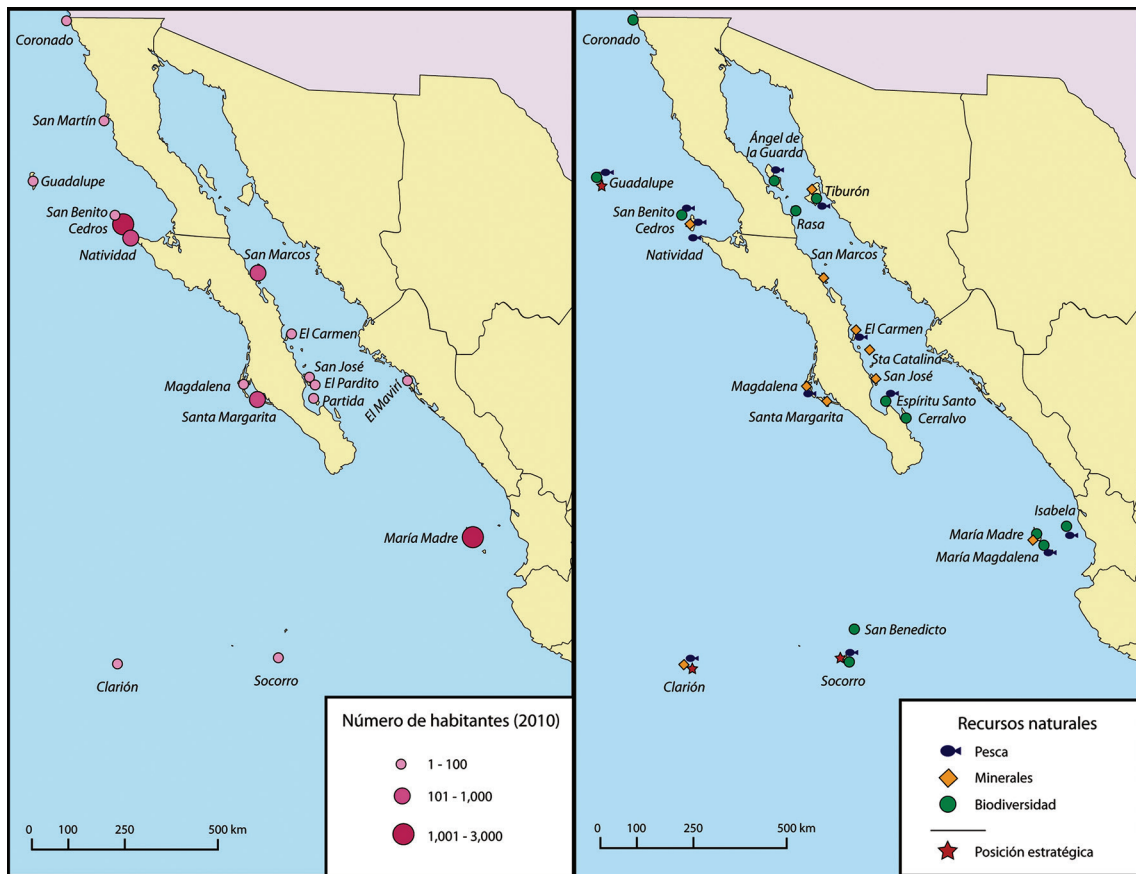 Coronado
San Martín
Guadalupe
San Benito
Cedros
Natividad
San Marcos
El Carmen
San José
El Pardito
Partida
El Maviri
Magdalena
Santa Margarita
María Madre
Clarión
Socorro
Número de habitantes (2010)
1 - 100
101 - 1,000
1,001 - 3,000
0 100 250 500 km
Coronado
Ángel de
la Guarda
Tiburón
Guadalupe
San Benito
Cedros
Rasa
Natividad
San Marcos
El Carmen
Sta Catalina
San José
Magdalena
Espíritu Santo
Santa Margarita
Cerralvo
Isabela
María Madre
María Magdalena
San Benedicto
Clarión
Socorro
Recursos naturales
Pesca
Minerales
Biodiversidad
Posición estratégica
0 100 250 500 km